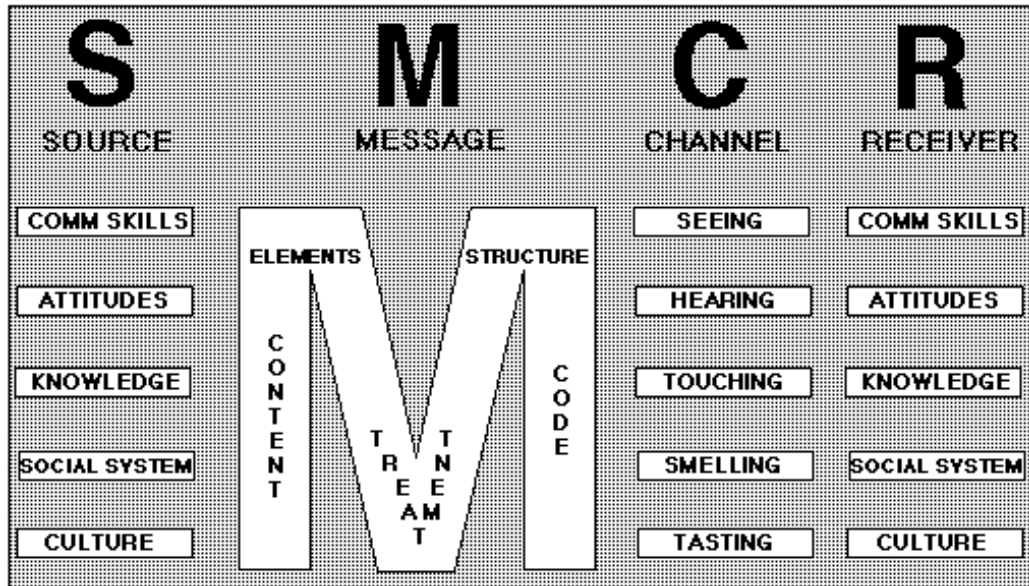 S M C R
SOURCE MESSAGE CHANNEL RECEIVER
COMM SKILLS
ATTITUDES
KNOWLEDGE
SOCIAL SYSTEM
CULTURE
ELEMENTS STRUCTURE
CONTENT
TREATMENT
CODE
SEEING
HEARING
TOUCHING
SMELLING
TASTING
COMM SKILLS
ATTITUDES
KNOWLEDGE
SOCIAL SYSTEM
CULTURE